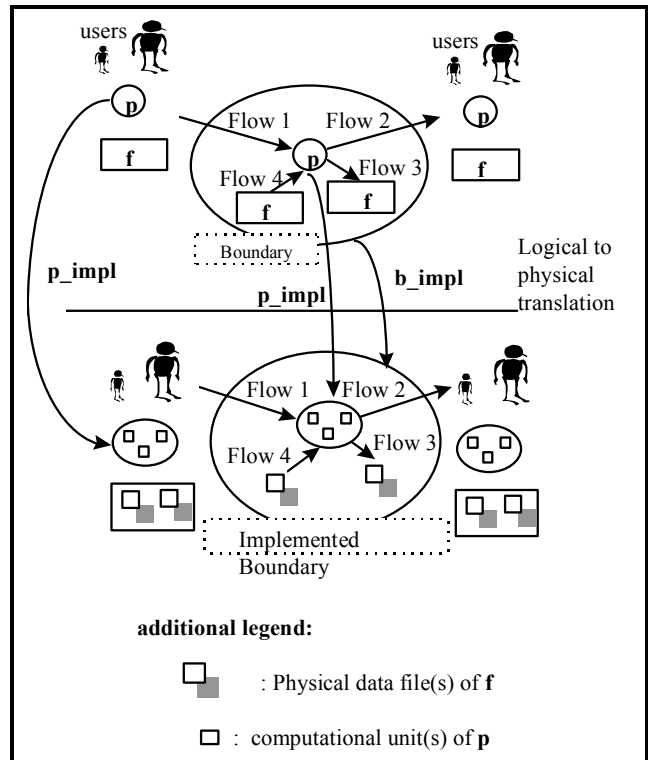 users
users
p
Flow 1
Flow 2
p
p
f
Flow 3
f
Flow 4
f
f
Boundary
p_impl
p_impl
b_impl
Logical to
physical
translation
Flow 1
Flow 2
Flow 3
Flow 4
Implemented
Boundary
additional legend:
: Physical data file(s) of f
: computational unit(s) of p